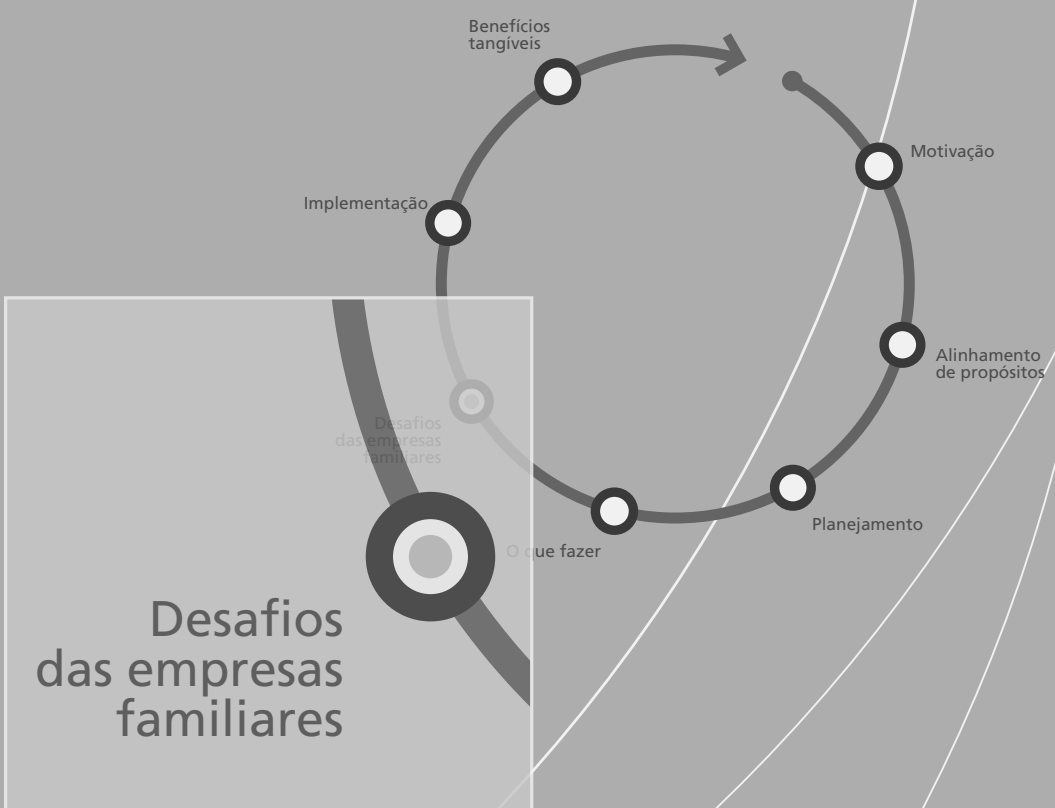 Benefícios
tangíveis
Motivação
Implementação
Alinhamento
de propósitos
Desafios
das empresas
familiares
Planejamento
O que fazer
Desafios
das empresas
familiares